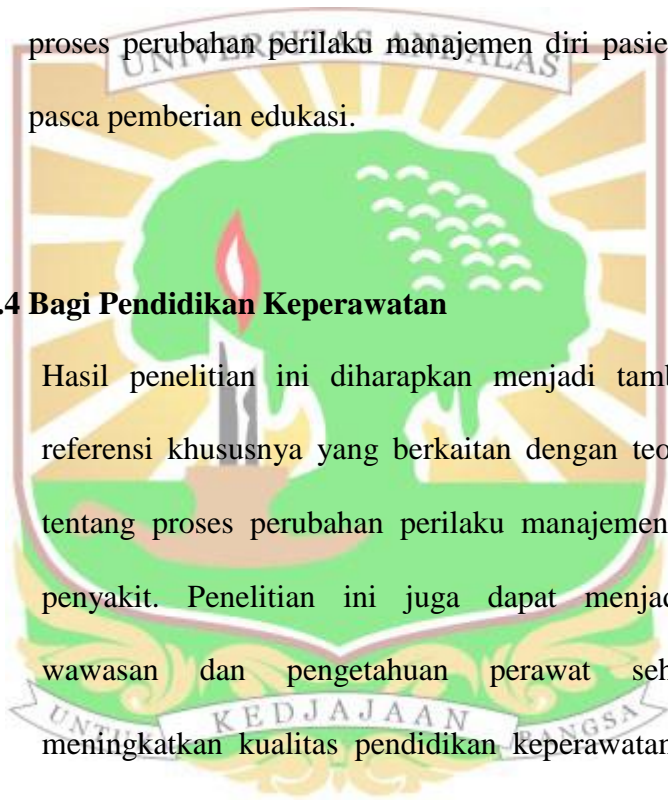 UNIVERSITAS ANDALAS
proses perubahan perilaku manajemen diri pasie
pasca pemberian edukasi.
.4 Bagi Pendidikan Keperawatan
Hasil penelitian ini diharapkan menjadi tamb
referensi khususnya yang berkaitan dengan teo
tentang proses perubahan perilaku manajemen
penyakit. Penelitian ini juga dapat menjad
wawasan dan pengetahuan perawat seh
UNTUK KEDJAJAAN BANGSA
meningkatkan kualitas pendidikan keperawatan